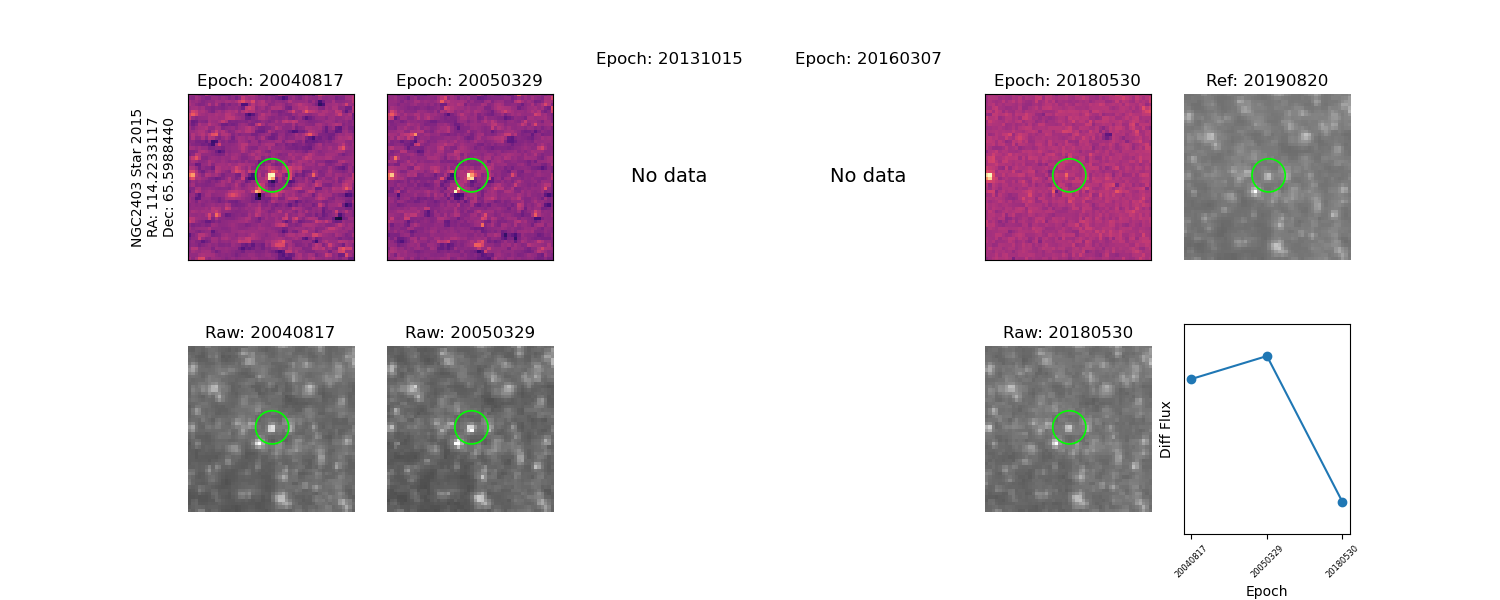 Epoch: 20040817
Epoch: 20050329
Epoch: 20131015
Epoch: 20160307
Epoch: 20180530
Ref: 20190820
NGC2403 Star 2015
RA: 114.2233117
Dec: 65.5988440
No data
No data
Raw: 20040817
Raw: 20050329
Raw: 20180530
Diff Flux
20040817
20050329
20180530
Epoch